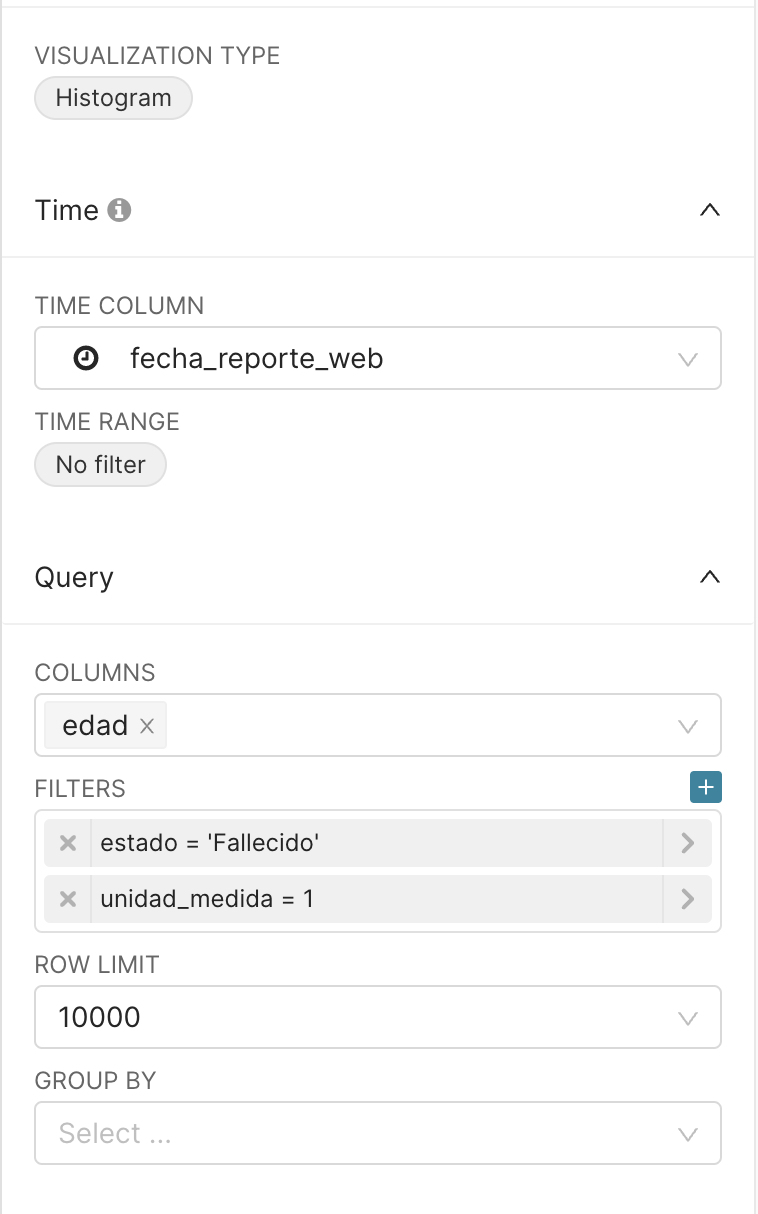 VISUALIZATION TYPE
Histogram
Time
TIME COLUMN
fecha_reporte_web
TIME RANGE
No filter
Query
COLUMNS
edad
FILTERS
estado = 'Fallecido'
unidad_medida = 1
ROW LIMIT
10000
GROUP BY
Select ...